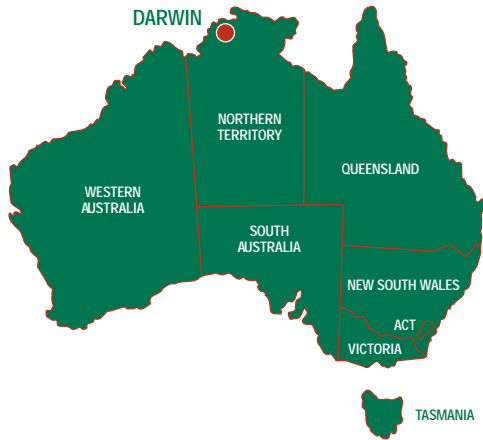 DARWIN
NORTHERN
TERRITORY
QUEENSLAND
WESTERN
AUSTRALIA
SOUTH
AUSTRALIA
NEW SOUTH WALES
ACT
VICTORIA
TASMANIA